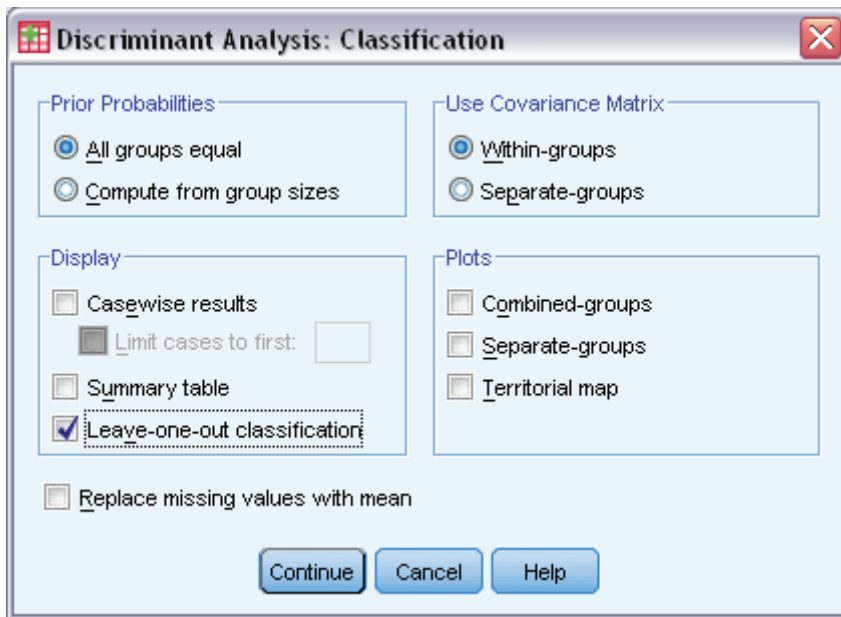 Discriminant Analysis: Classification
Prior Probabilities
All groups equal
Compute from group sizes
Use Covariance Matrix
Within-groups
Separate-groups
Display
Casewise results
Limit cases to first:
Summary table
Leave-one-out classification
Plots
Combined-groups
Separate-groups
Territorial map
Replace missing values with mean
Continue
Cancel
Help